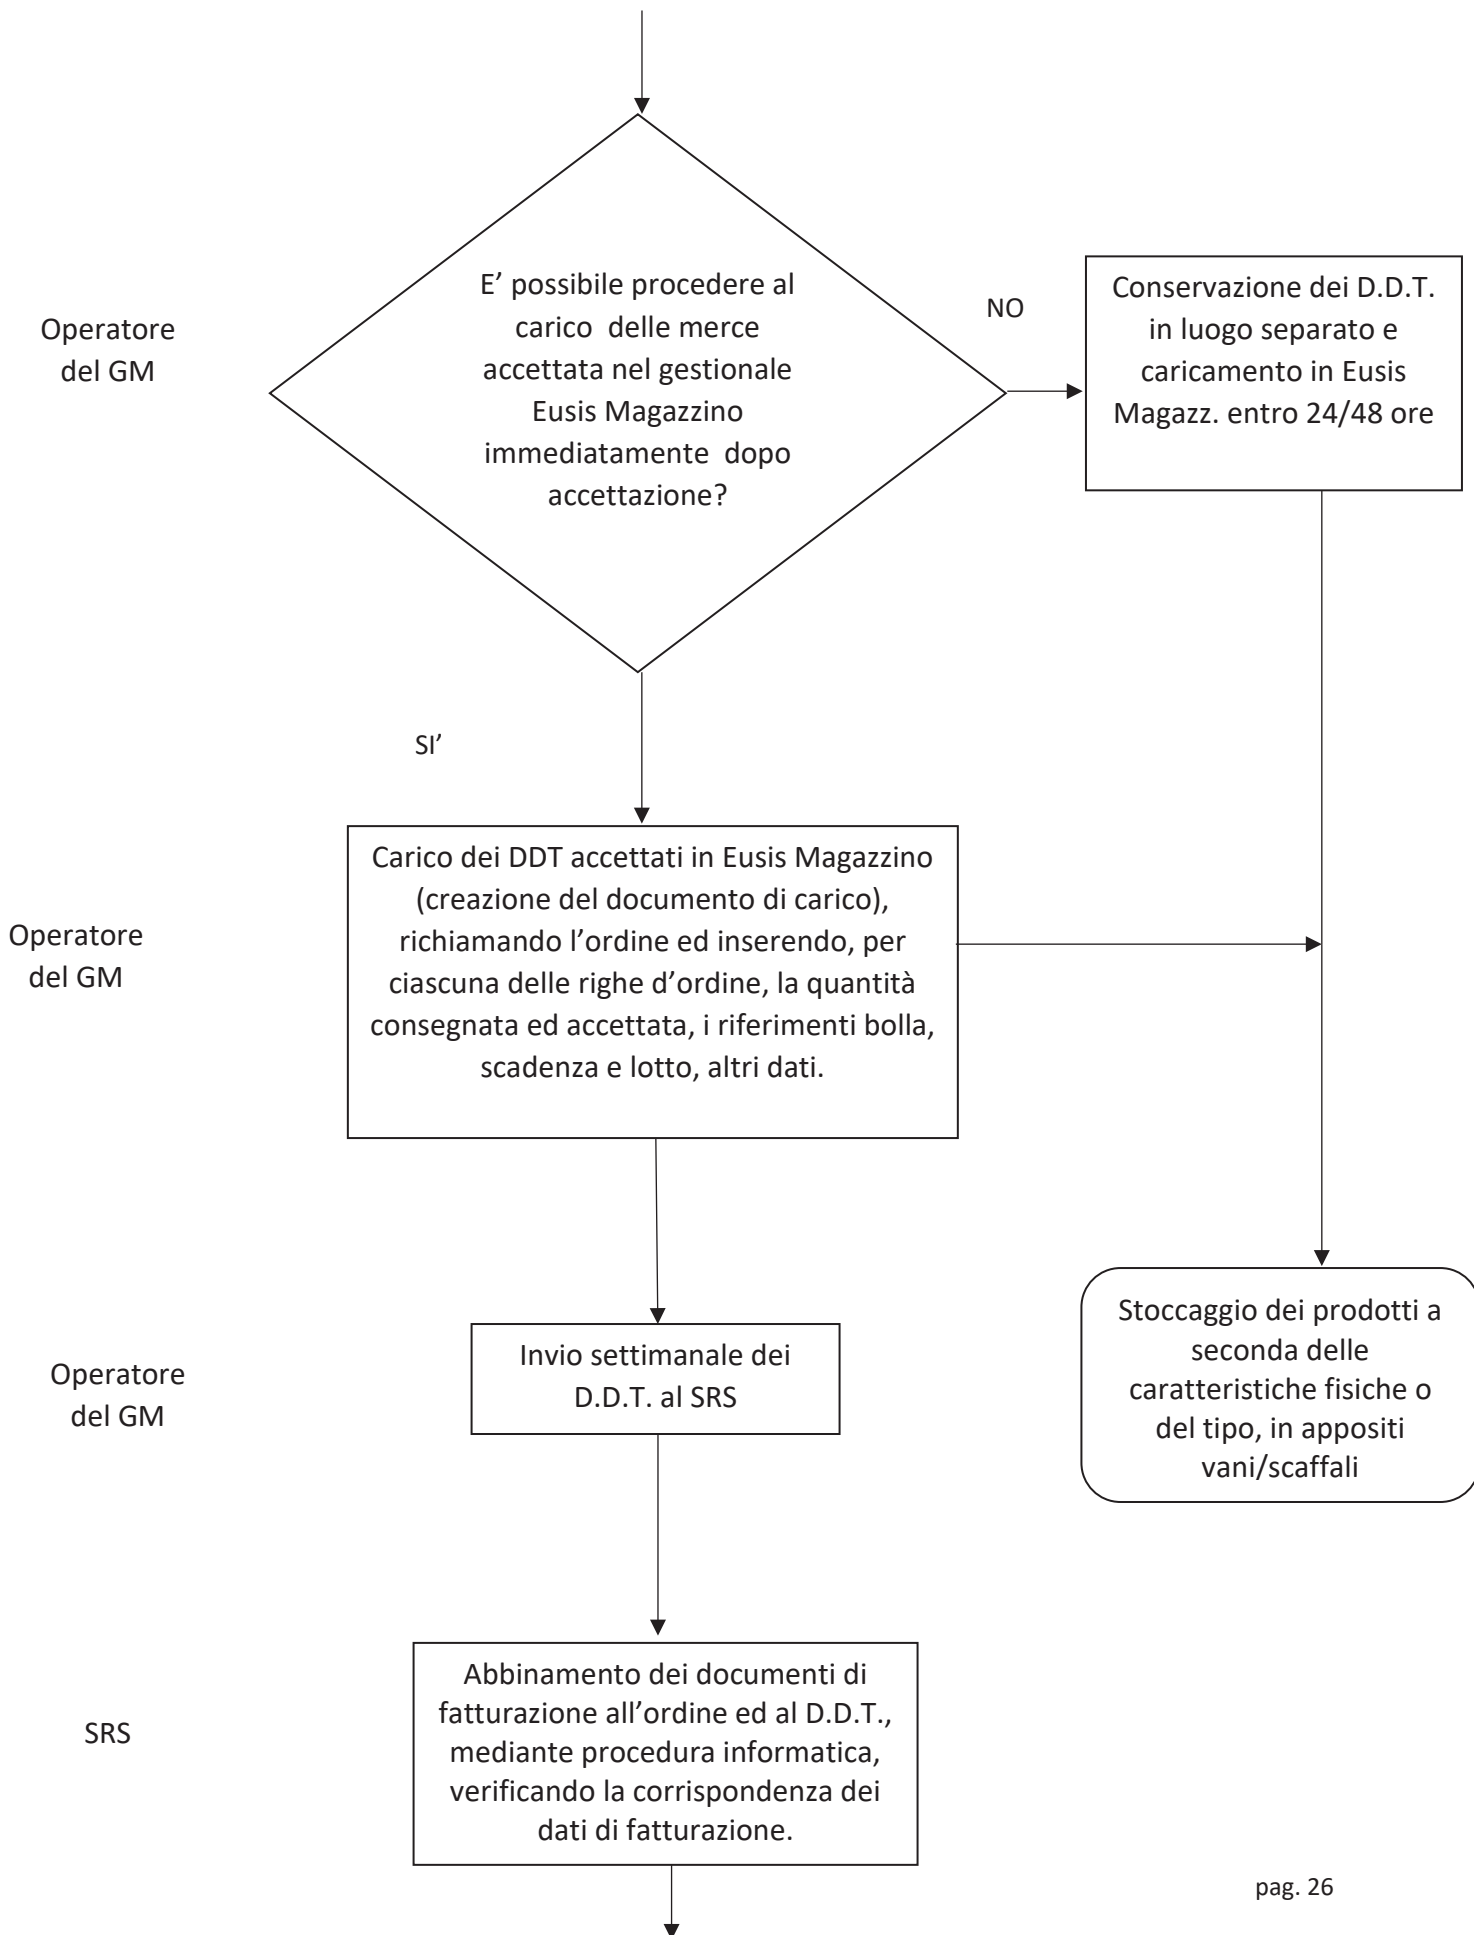 Operatore
del GM
E’ possibile procedere al
carico  delle merce
accettata nel gestionale
Eusis Magazzino
immediatamente  dopo
accettazione?
NO
Conservazione dei D.D.T.
in luogo separato e
caricamento in Eusis
Magazz. entro 24/48 ore
SI’
Operatore
del GM
Carico dei DDT accettati in Eusis Magazzino
(creazione del documento di carico),
richiamando l’ordine ed inserendo, per
ciascuna delle righe d’ordine, la quantità
consegnata ed accettata, i riferimenti bolla,
scadenza e lotto, altri dati.
Operatore
del GM
Invio settimanale dei
D.D.T. al SRS
Stoccaggio dei prodotti a
seconda delle
caratteristiche fisiche o
del tipo, in appositi
vani/scaffali
SRS
Abbinamento dei documenti di
fatturazione all’ordine ed al D.D.T.,
mediante procedura informatica,
verificando la corrispondenza dei
dati di fatturazione.
pag. 26